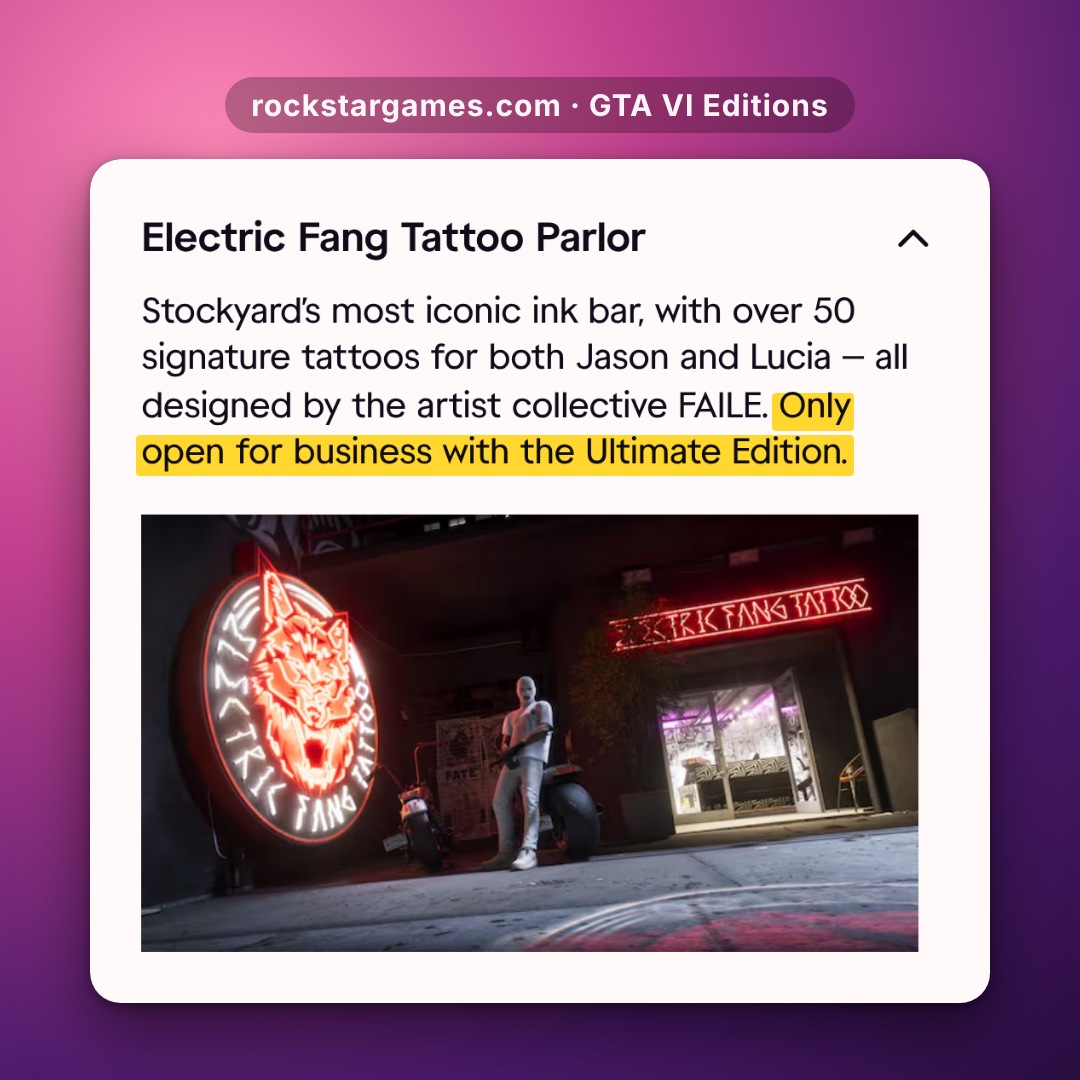 rockstargames.com · GTA VI Editions
Electric Fang Tattoo Parlor
Stockyard's most iconic ink bar, with over 50
signature tattoos for both Jason and Lucia – all
designed by the artist collective FAILE. Only
open for business with the Ultimate Edition.
ELECTRIC FANG TATTOO
ELECTRIC FANG TATTOO
FATE